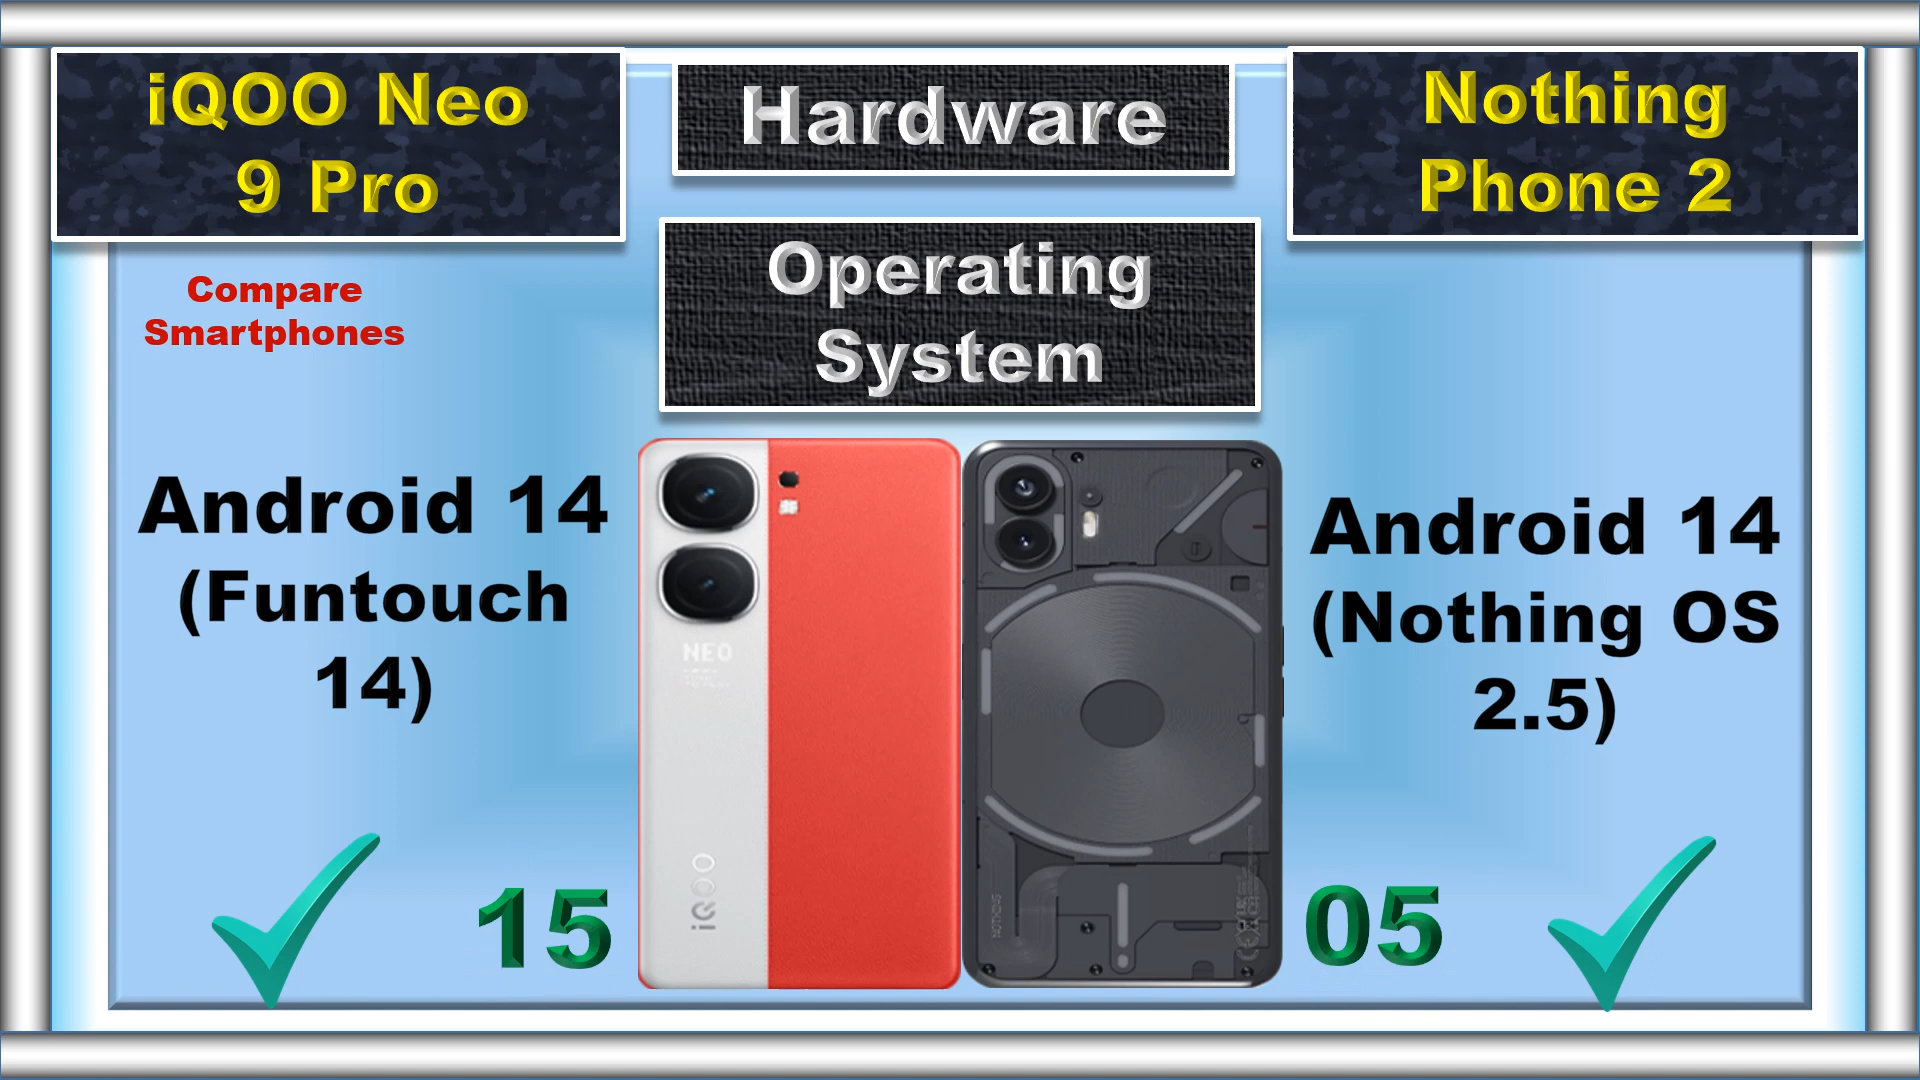 iQOO Neo
9 Pro
Hardware
Nothing
Phone 2
Operating
System
Compare
Smartphones
Android 14
(Funtouch
14)
Android 14
(Nothing OS
2.5)
NEO
iQOO
NOTHING
15
05